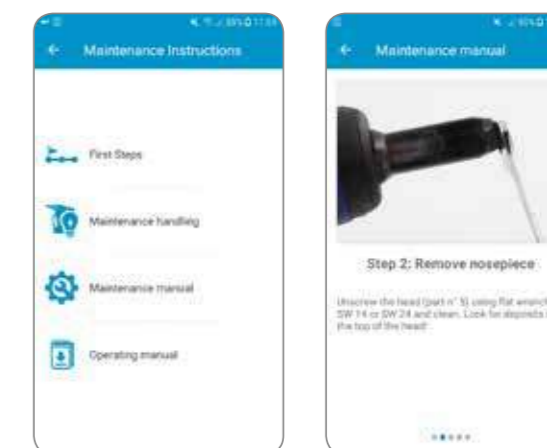 Maintenance Instructions
First Steps
Maintenance handling
Maintenance manual
Operating manual
Maintenance manual
Step 2: Remove nosepiece
Unscrew the head (part n° 5) using flat wrench
SW 14 or SW 24 and clean. Look for deposits
the top of the head!